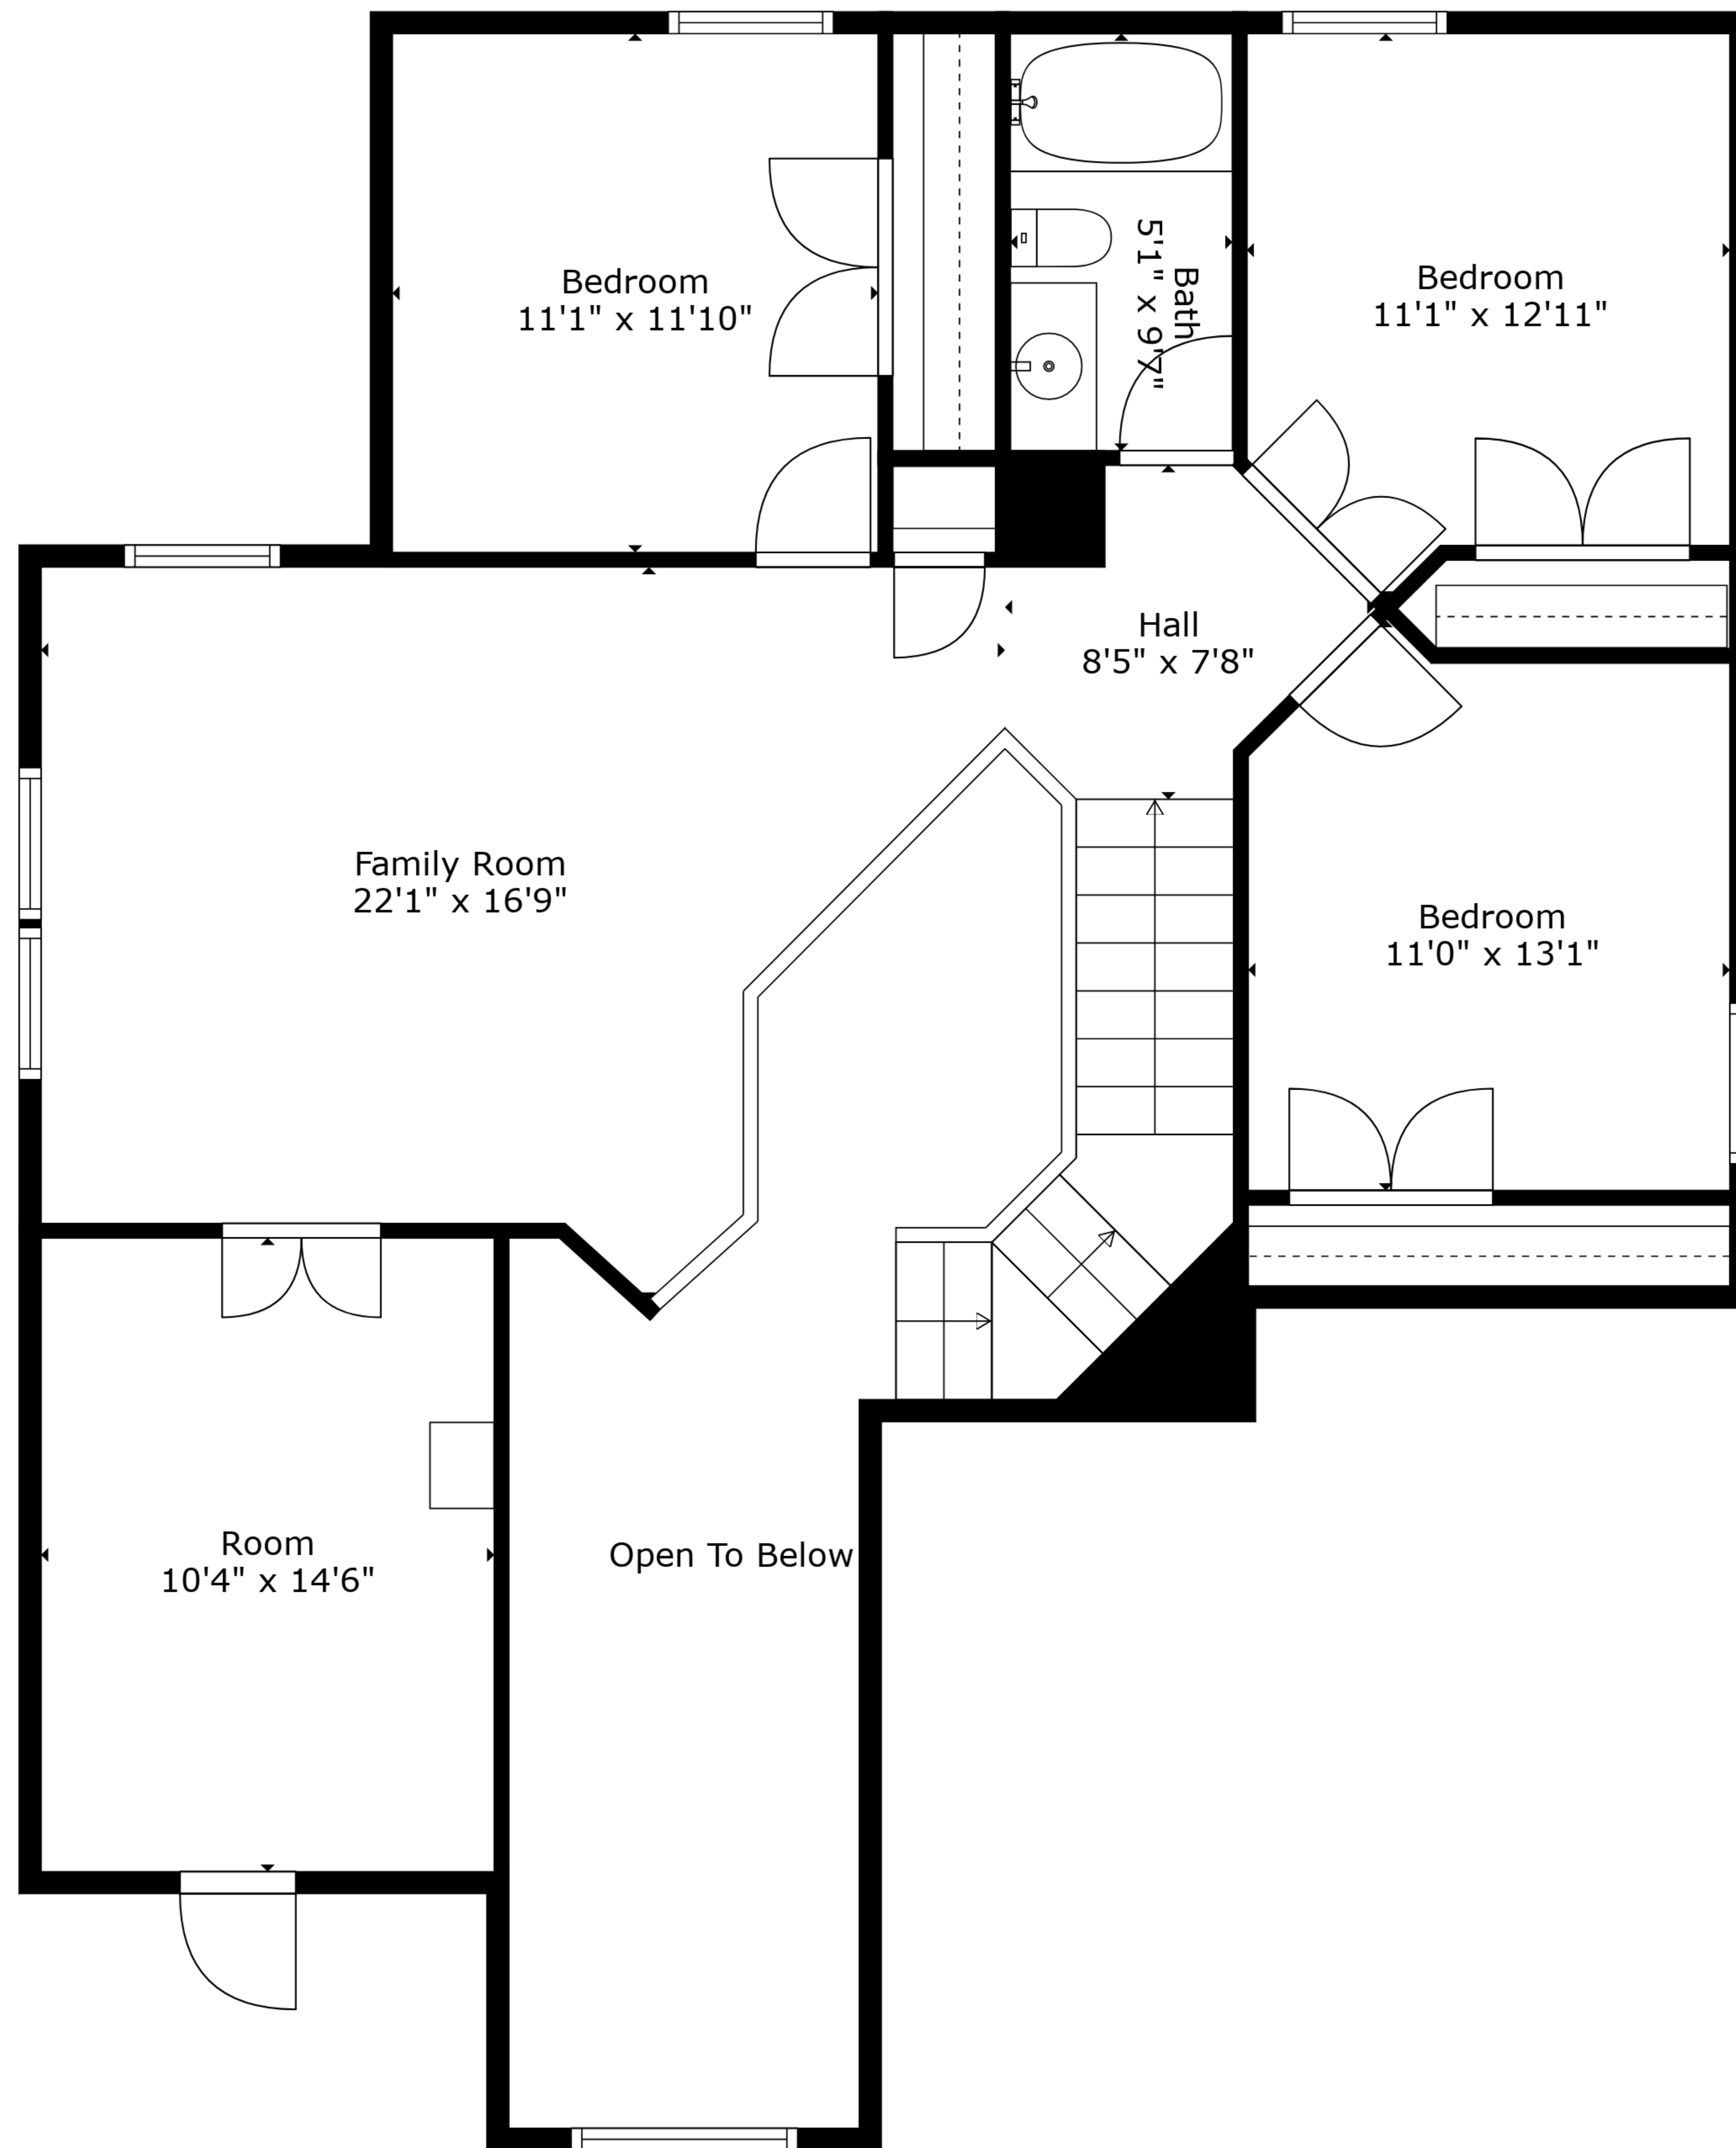 Bedroom
11'1" x 11'10"
Bath
5'1" x 9'7"
Bedroom
11'1" x 12'11"
Hall
8'5" x 7'8"
Family Room
22'1" x 16'9"
Bedroom
11'0" x 13'1"
Room
10'4" x 14'6"
Open To Below